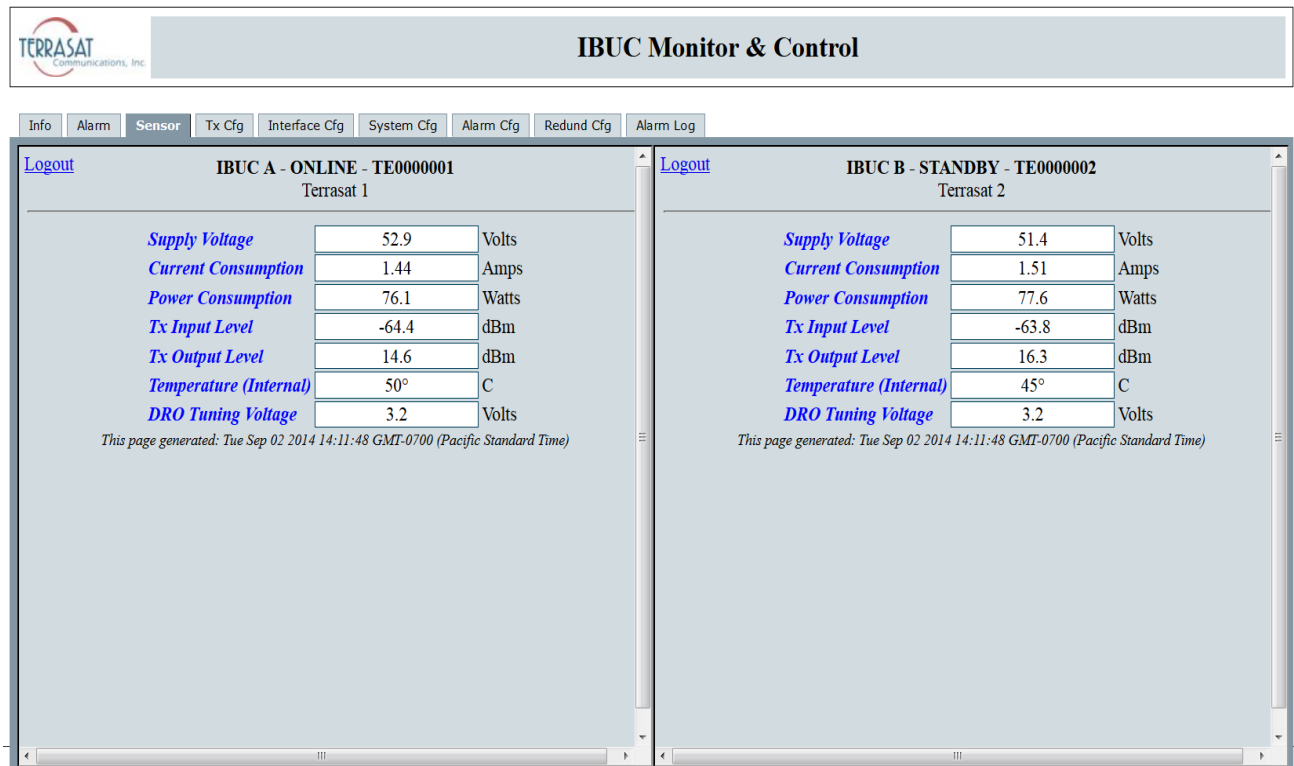 TERRASAT
Communications, Inc.
IBUC Monitor & Control
Info Alarm Sensor Tx Cfg Interface Cfg System Cfg Alarm Cfg Redund Cfg Alarm Log
Logout
IBUC A - ONLINE - TE0000001
Terrasat 1
Supply Voltage 52.9 Volts
Current Consumption 1.44 Amps
Power Consumption 76.1 Watts
Tx Input Level -64.4 dBm
Tx Output Level 14.6 dBm
Temperature (Internal) 50° C
DRO Tuning Voltage 3.2 Volts
This page generated: Tue Sep 02 2014 14:11:48 GMT-0700 (Pacific Standard Time)
Logout
IBUC B - STANDBY - TE0000002
Terrasat 2
Supply Voltage 51.4 Volts
Current Consumption 1.51 Amps
Power Consumption 77.6 Watts
Tx Input Level -63.8 dBm
Tx Output Level 16.3 dBm
Temperature (Internal) 45° C
DRO Tuning Voltage 3.2 Volts
This page generated: Tue Sep 02 2014 14:11:48 GMT-0700 (Pacific Standard Time)